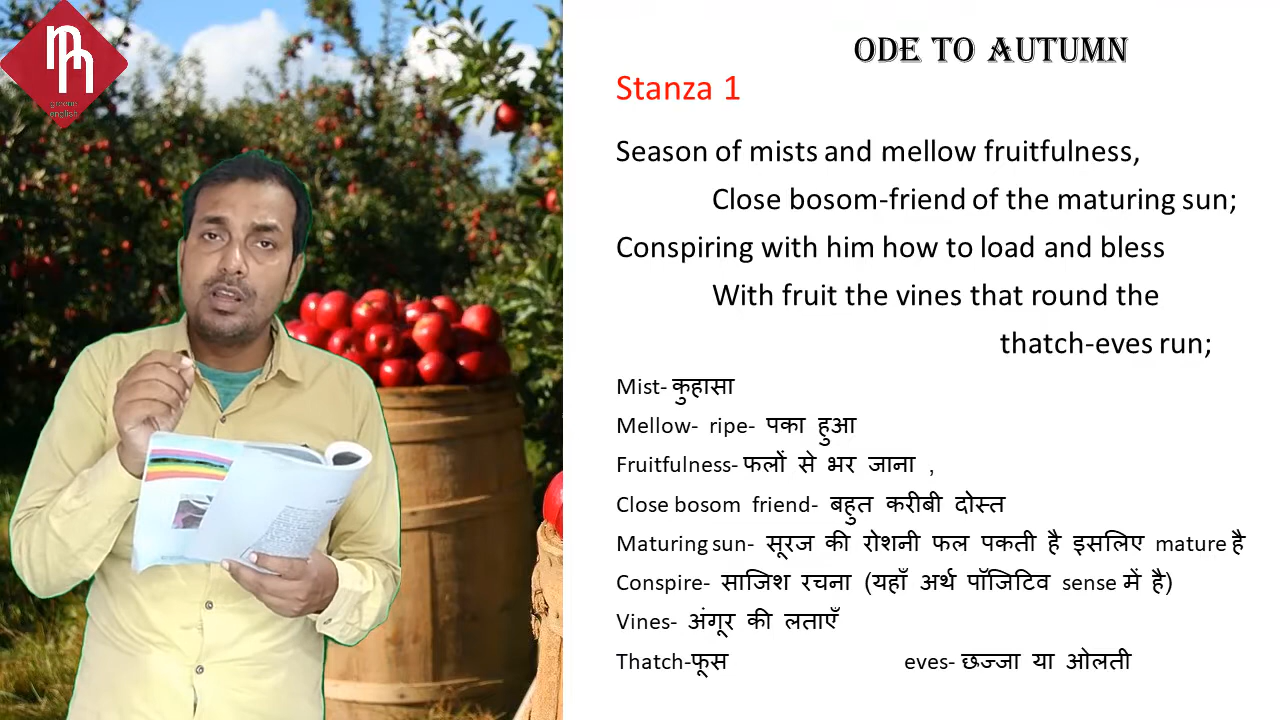 greene
english
ODE TO AUTUMN
Stanza 1
Season of mists and mellow fruitfulness,
Close bosom-friend of the maturing sun;
Conspiring with him how to load and bless
With fruit the vines that round the
thatch-eves run;
Mist- कुहासा
Mellow- ripe- पका हुआ
Fruitfulness- फलों से भर जाना ,
Close bosom friend- बहुत करीबी दोस्त
Maturing sun- सूरज की रोशनी फल पकती है इसलिए mature है
Conspire- साजिश रचना (यहाँ अर्थ पॉजिटिव sense में है)
Vines- अंगूर की लताएँ
Thatch-फूस eves- छज्जा या ओलती